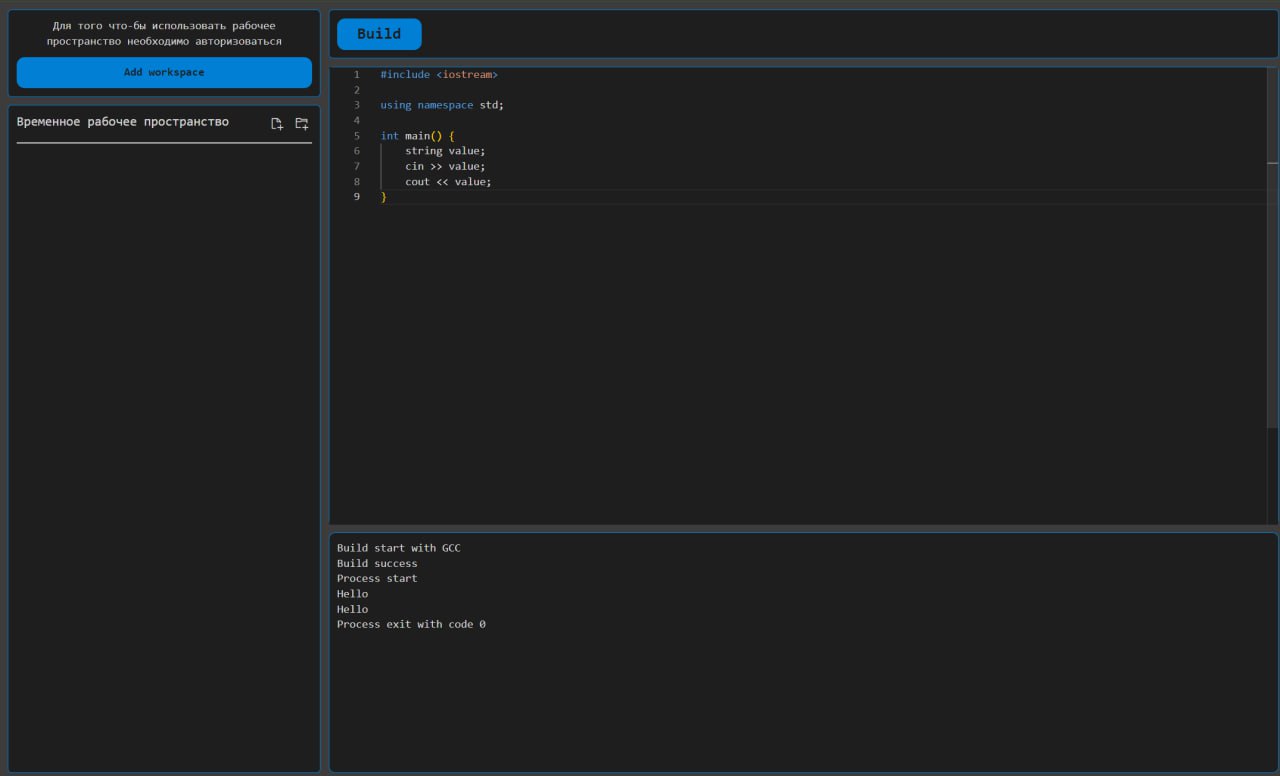 Для того что-бы использовать рабочее
пространство необходимо авторизоваться
Add workspace
Временное рабочее пространство
Build
1 #include <iostream>
2
3 using namespace std;
4
5 int main() {
6     string value;
7     cin >> value;
8     cout << value;
9 }
Build start with GCC
Build success
Process start
Hello
Hello
Process exit with code 0